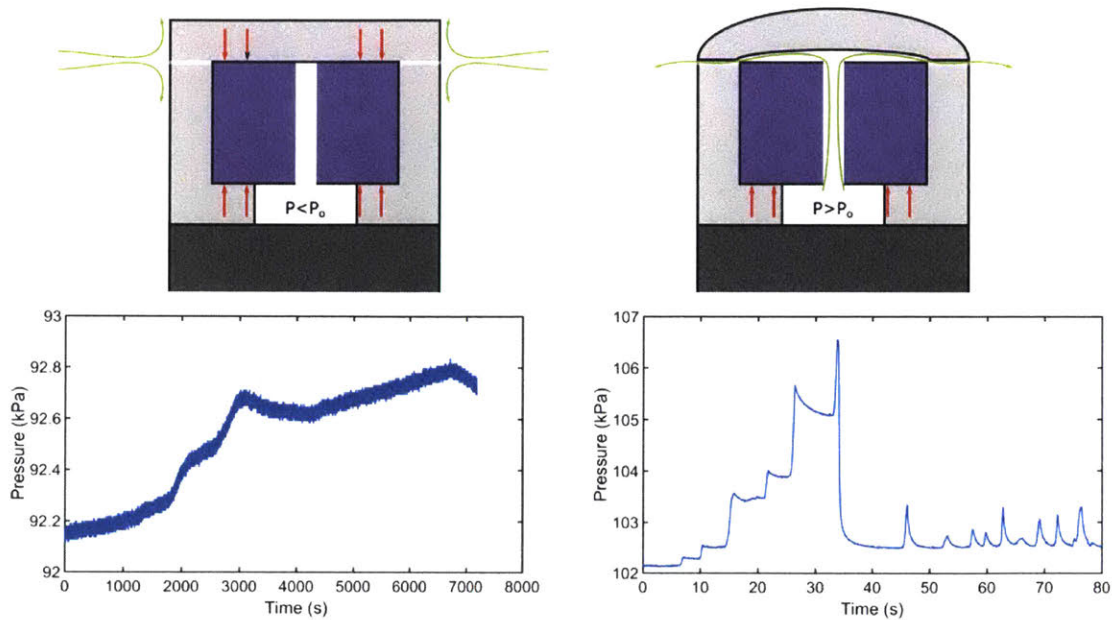 P<P₀
P>P₀
93
92.8
92.6
92.4
92.2
92
Pressure (kPa)
0 1000 2000 3000 4000 5000 6000 7000 8000
Time (s)
107
106
105
104
103
102
Pressure (kPa)
0 10 20 30 40 50 60 70 80
Time (s)